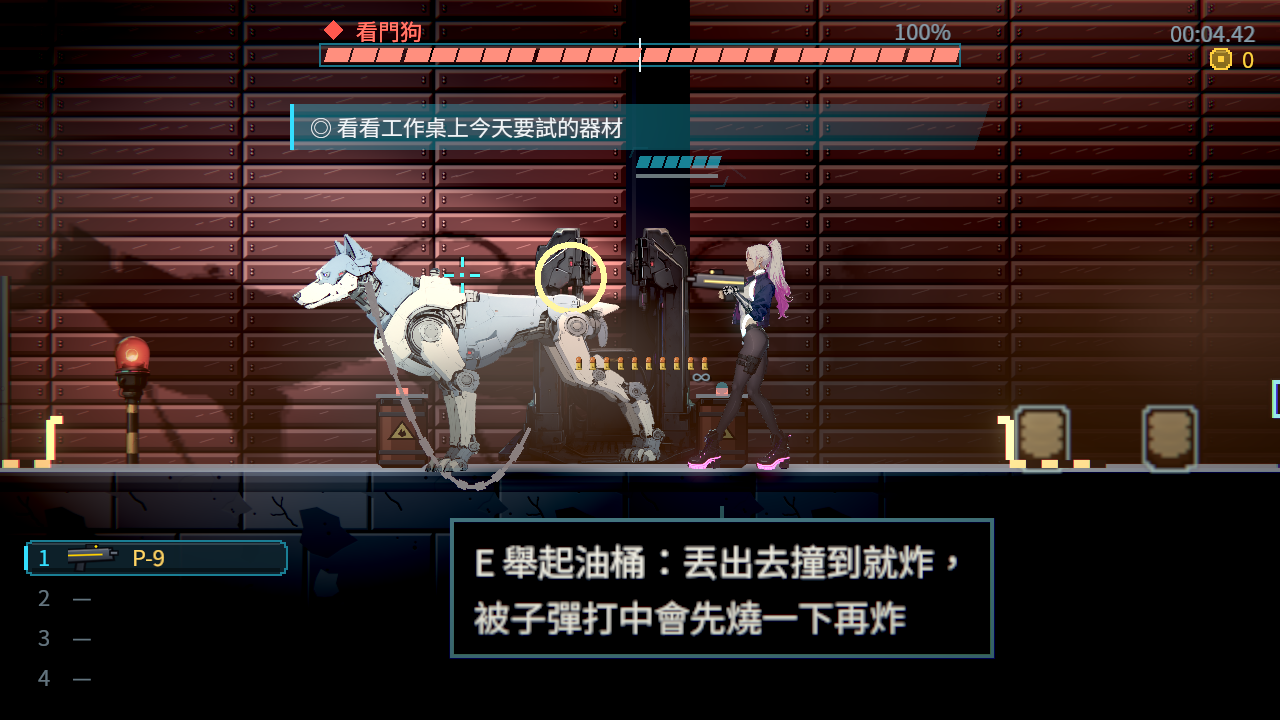 看門狗
100%
00:04.42
0
◎ 看看工作桌上今天要試的器材
∞
1 P-9
2 —
3 —
4 —
E 舉起油桶：丟出去撞到就炸，
被子彈打中會先燒一下再炸